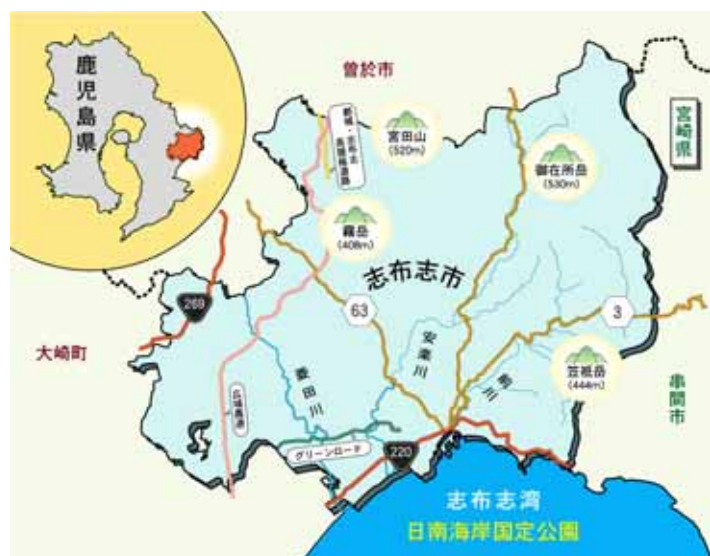 鹿児島県
曽於市
宮崎県
都城・志布志
高規格道路
宮田山
(520m)
御在所岳
(530m)
霧岳
(408m)
志布志市
269
63
3
大崎町
安楽川
前川
菱田川
笠祇岳
(444m)
串間市
広域農道
グリーンロード
220
志布志湾
日南海岸国定公園